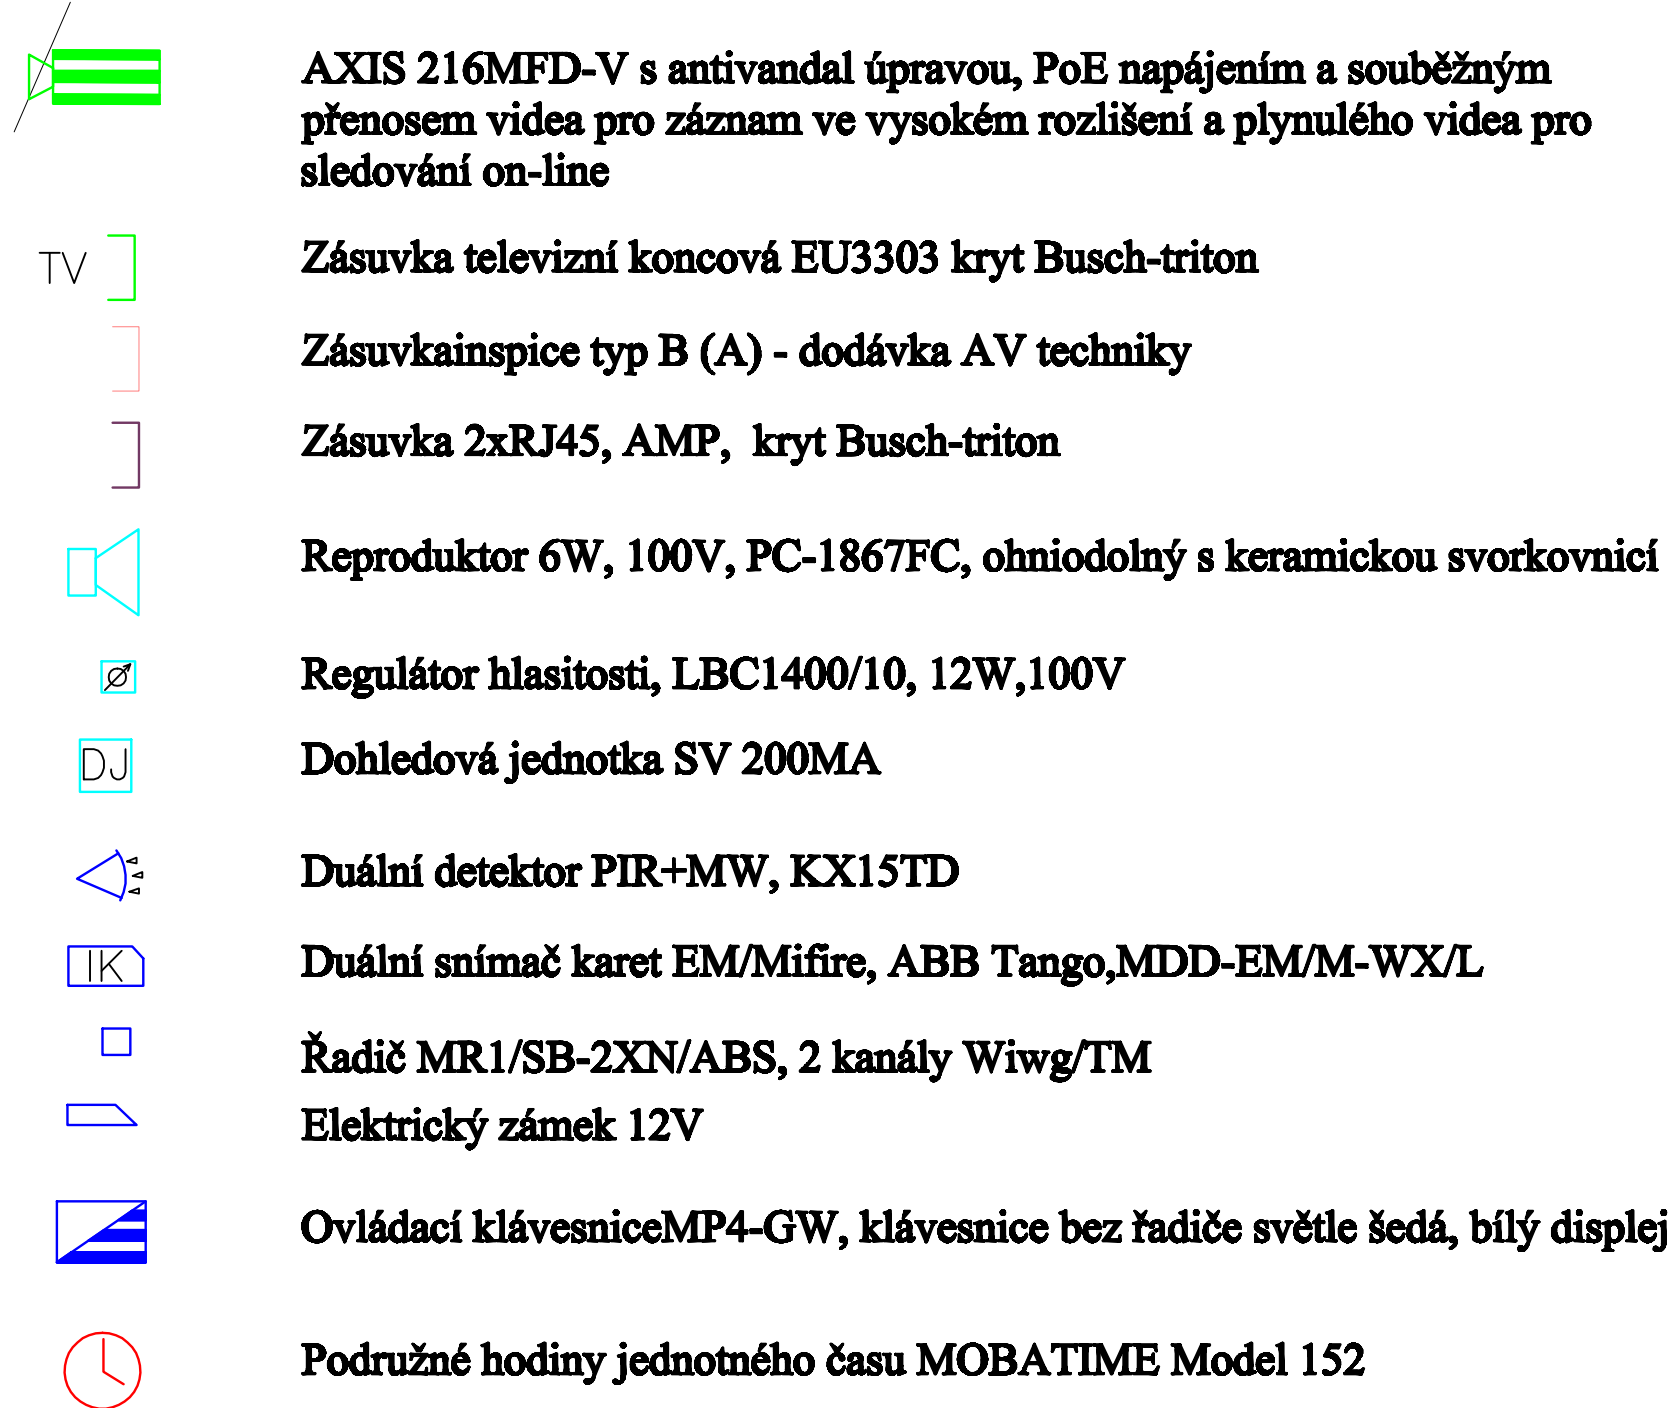 AXIS 216MFD-V s antivandal úpravou, PoE napájením a souběžným
přenosem videa pro záznam ve vysokém rozlišení a plynulého videa pro
sledování on-line
TV Zásuvka televizní koncová EU3303 kryt Busch-triton
Zásuvkainspice typ B (A) - dodávka AV techniky
Zásuvka 2xRJ45, AMP,  kryt Busch-triton
Reproduktor 6W, 100V, PC-1867FC, ohniodolný s keramickou svorkovnicí
Regulátor hlasitosti, LBC1400/10, 12W,100V
DJ Dohledová jednotka SV 200MA
Duální detektor PIR+MW, KX15TD
IK Duální snímač karet EM/Mifire, ABB Tango,MDD-EM/M-WX/L
Řadič MR1/SB-2XN/ABS, 2 kanály Wiwg/TM
Elektrický zámek 12V
Ovládací klávesniceMP4-GW, klávesnice bez řadiče světle šedá, bílý displej
Podružné hodiny jednotného času MOBATIME Model 152